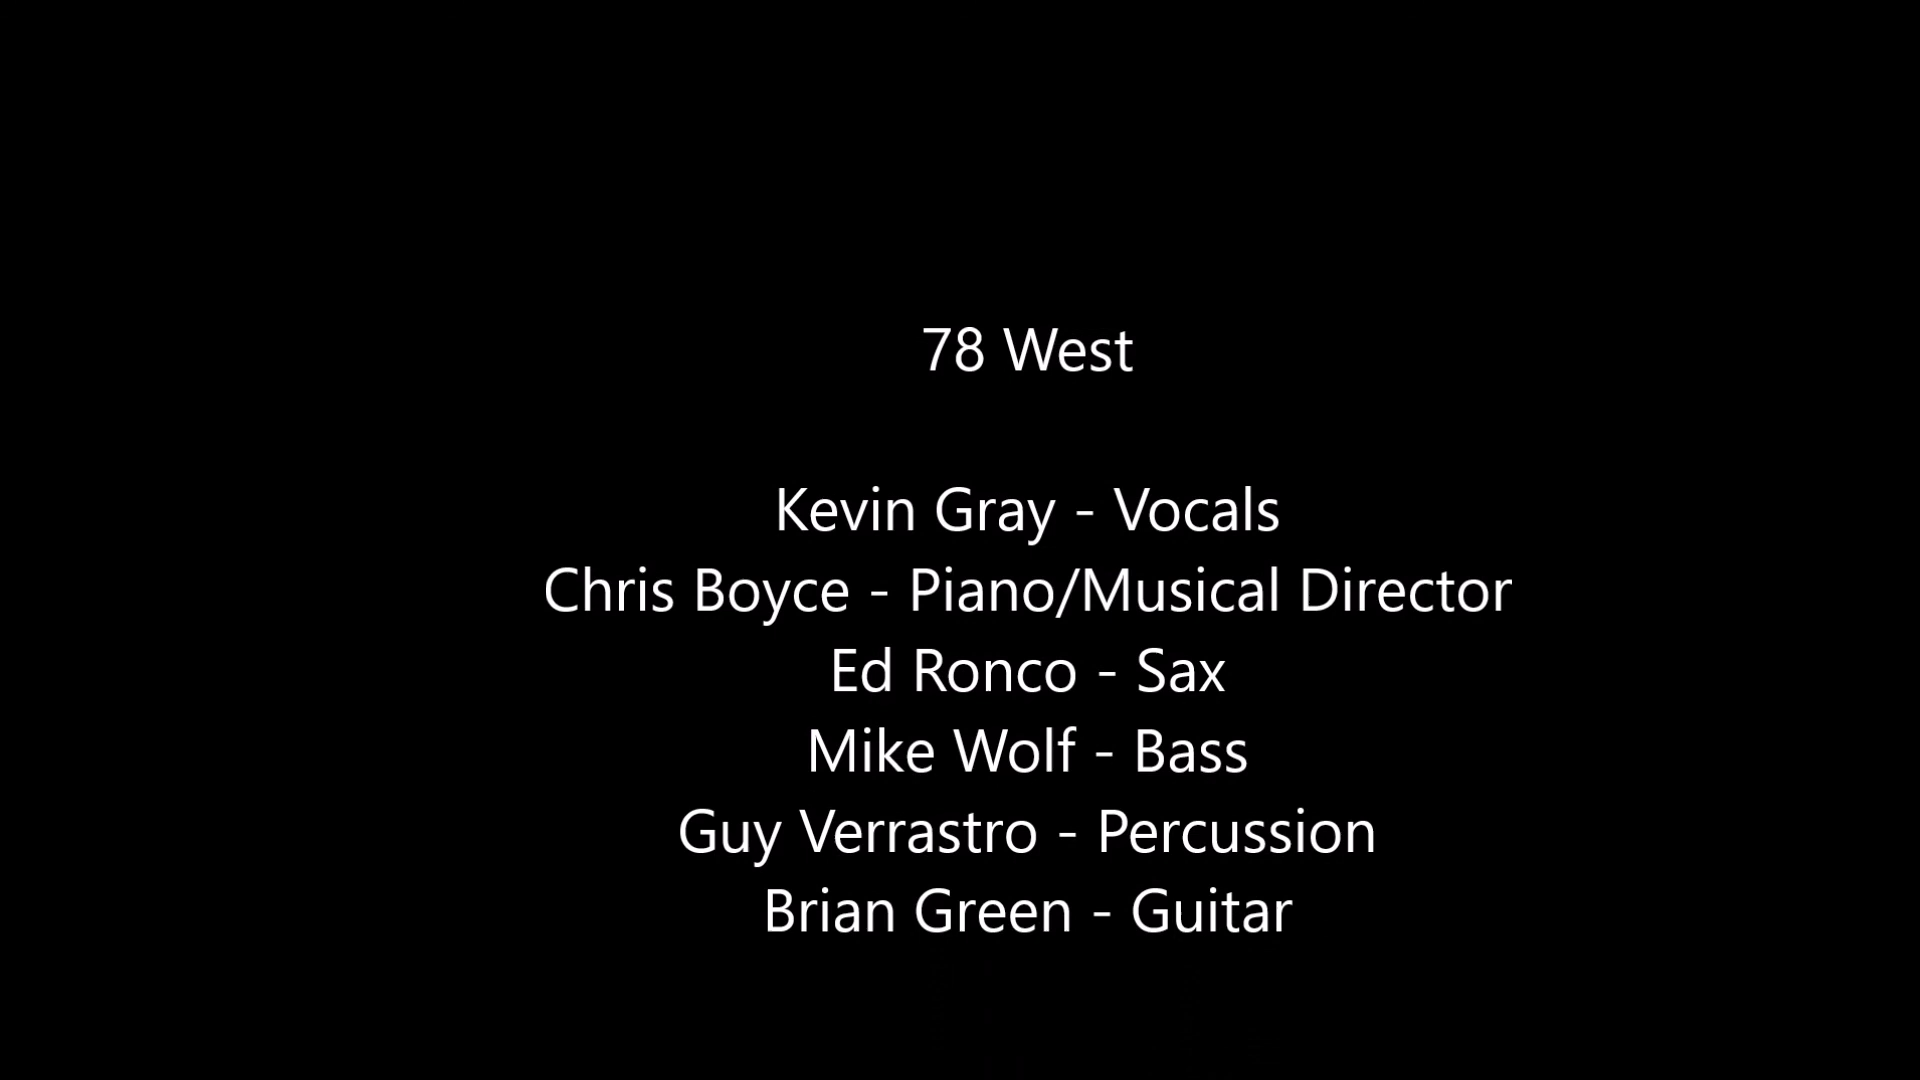 78 West
Kevin Gray - Vocals
Chris Boyce - Piano/Musical Director
Ed Ronco - Sax
Mike Wolf - Bass
Guy Verrastro - Percussion
Brian Green - Guitar